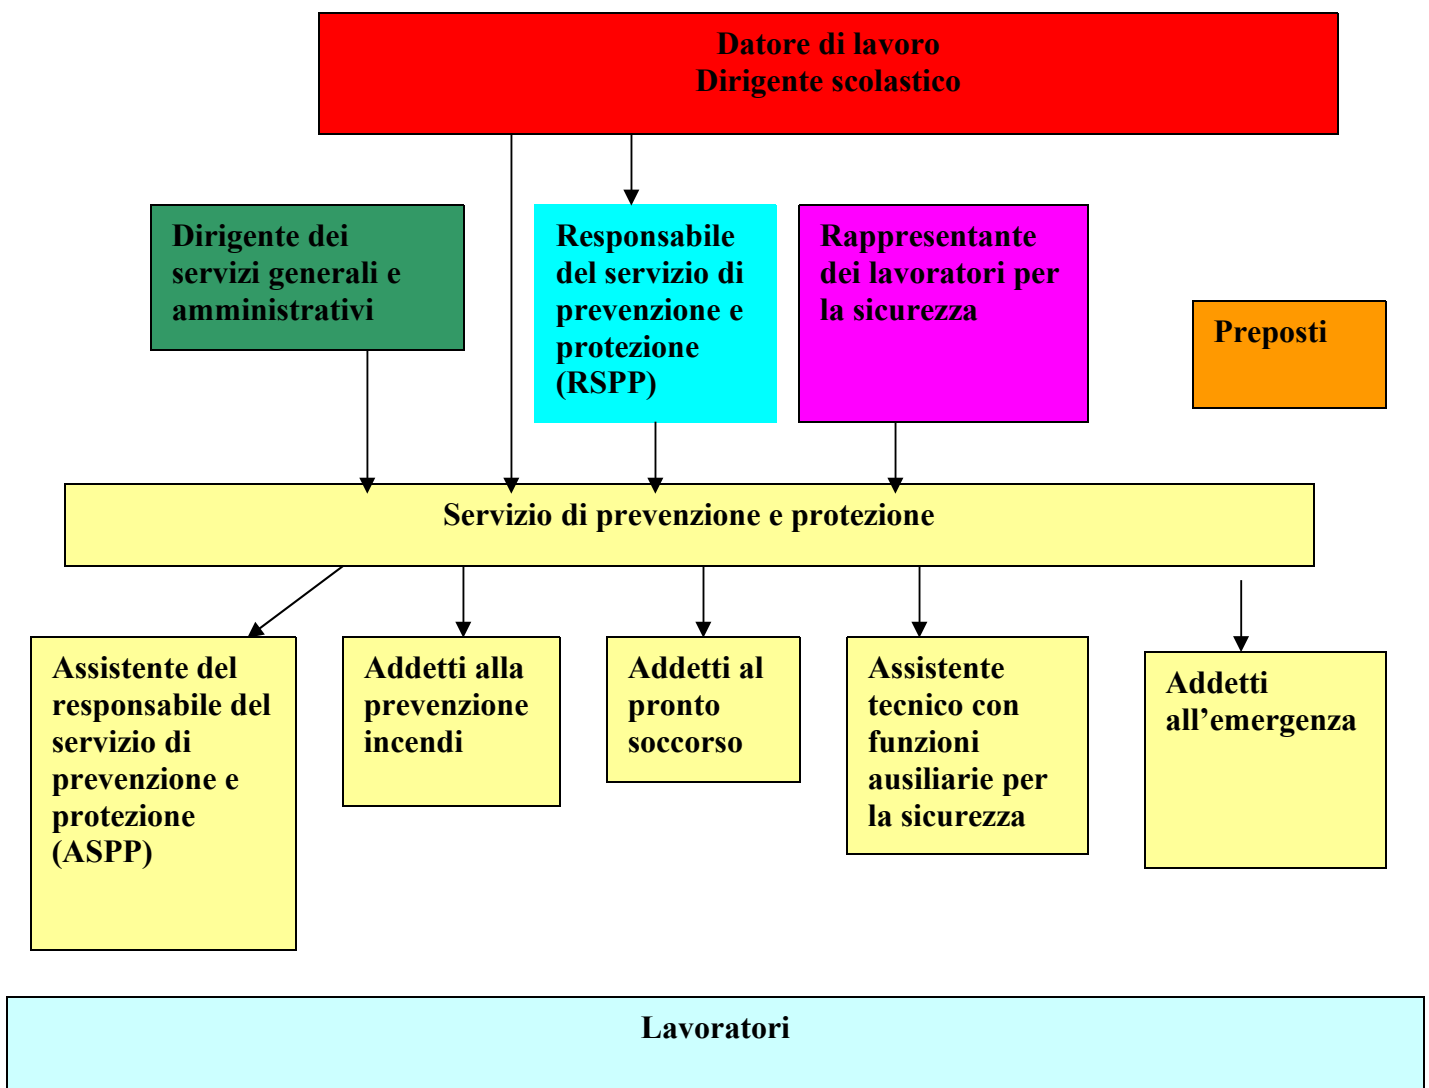 Datore di lavoro
Dirigente scolastico
Dirigente dei
servizi generali e
amministrativi
Responsabile
del servizio di
prevenzione e
protezione
(RSPP)
Rappresentante
dei lavoratori per
la sicurezza
Preposti
Servizio di prevenzione e protezione
Assistente del
responsabile del
servizio di
prevenzione e
protezione
(ASPP)
Addetti alla
prevenzione
incendi
Addetti al
pronto
soccorso
Assistente
tecnico con
funzioni
ausiliarie per
la sicurezza
Addetti
all’emergenza
Lavoratori